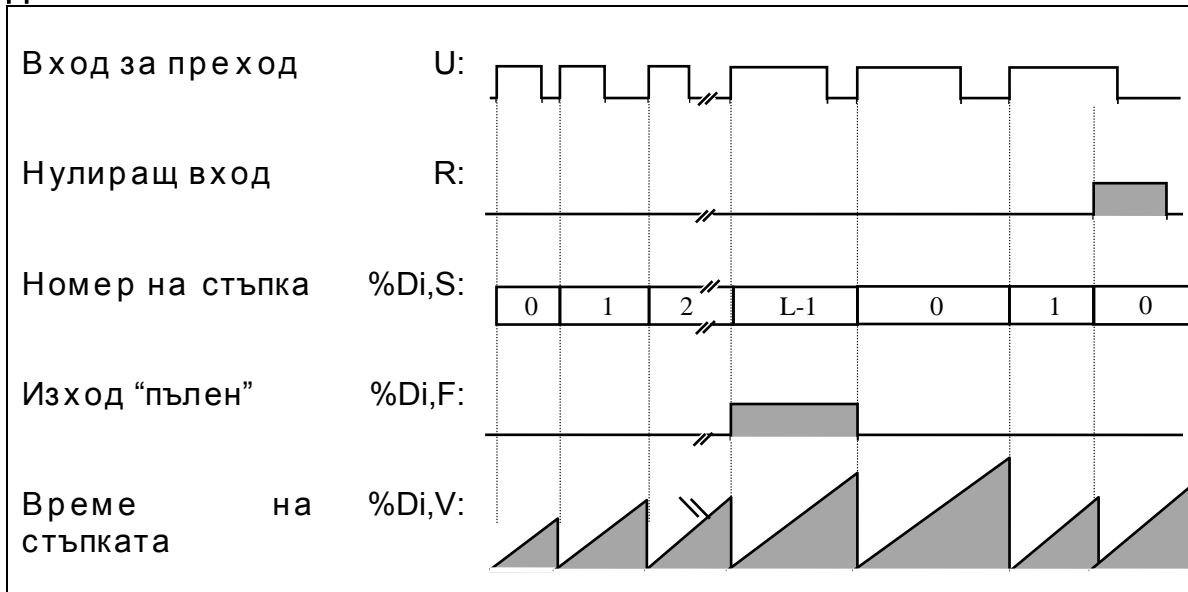 Вход за преход U:
Нулиращ вход R:
Номер на стъпка %Di,S:
0 1 2 L-1 0 1 0
Изход “пълен” %Di,F:
Време на %Di,V:
стъпката